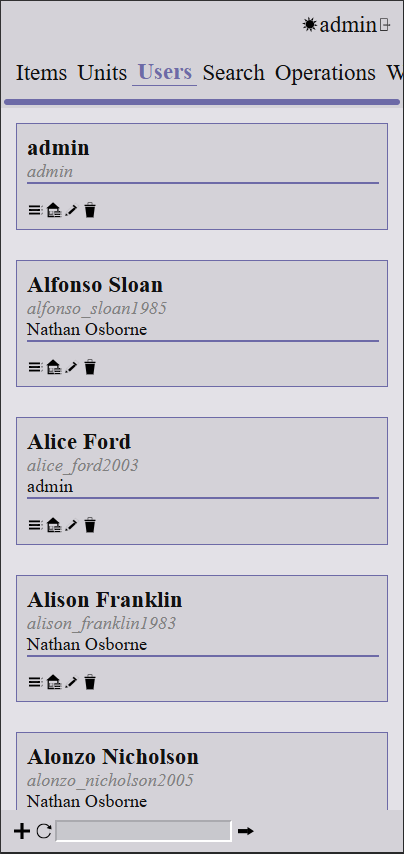 admin
Items Units Users Search Operations W
admin
admin
Alfonso Sloan
alfonso_sloan1985
Nathan Osborne
Alice Ford
alice_ford2003
admin
Alison Franklin
alison_franklin1983
Nathan Osborne
Alonzo Nicholson
alonzo_nicholson2005
Nathan Osborne